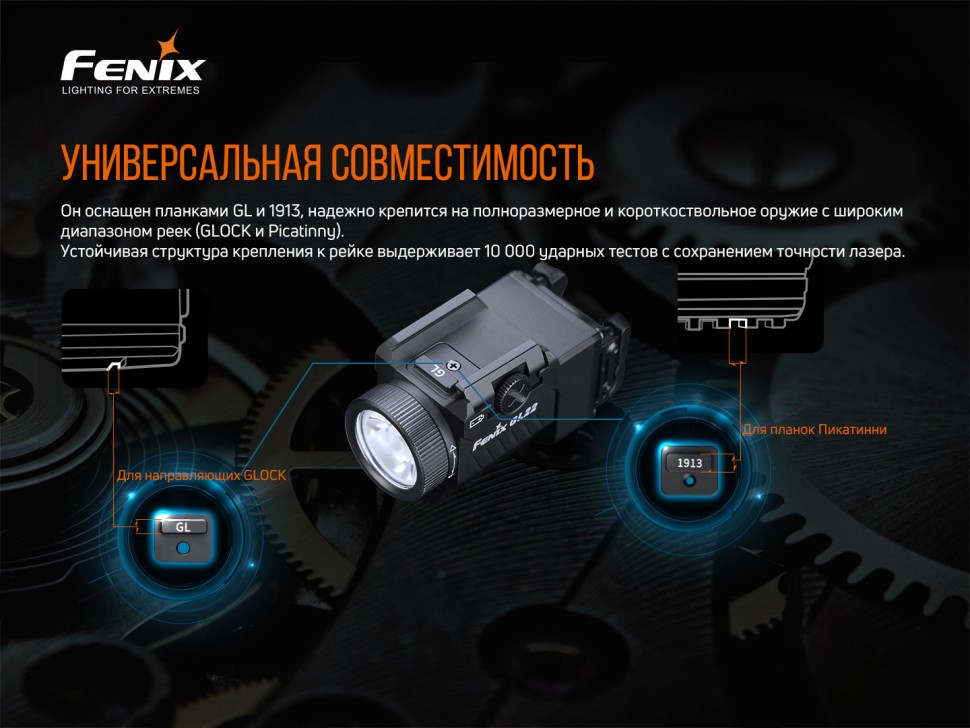 FENIX
LIGHTING FOR EXTREMES
УНИВЕРСАЛЬНАЯ СОВМЕСТИМОСТЬ
Он оснащен планками GL и 1913, надежно крепится на полноразмерное и короткоствольное оружие с широким
диапазоном реек (GLOCK и Picatinny).
Устойчивая структура крепления к рейке выдерживает 10 000 ударных тестов с сохранением точности лазера.
GL
FENIX GL22
Для планок Пикатинни
1913
Для направляющих GLOCK
GL